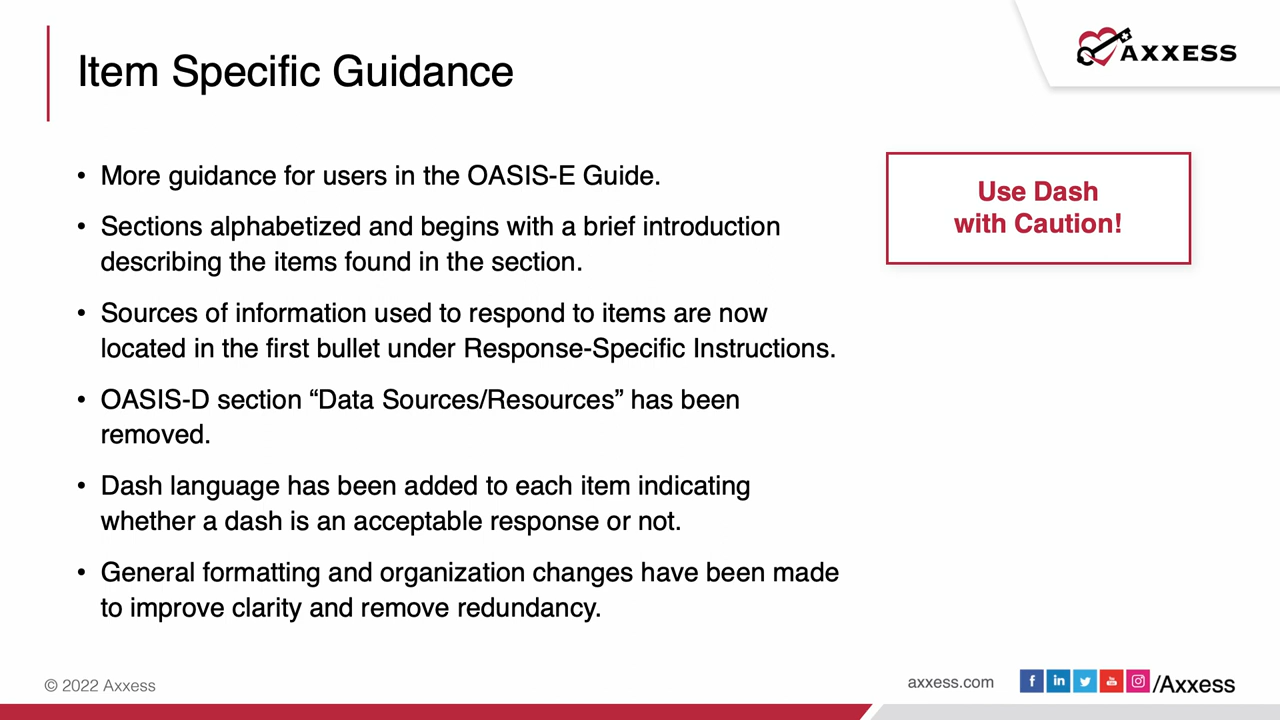 Item Specific Guidance
AXXESS
• More guidance for users in the OASIS-E Guide.
• Sections alphabetized and begins with a brief introduction
describing the items found in the section.
• Sources of information used to respond to items are now
located in the first bullet under Response-Specific Instructions.
• OASIS-D section “Data Sources/Resources” has been
removed.
• Dash language has been added to each item indicating
whether a dash is an acceptable response or not.
• General formatting and organization changes have been made
to improve clarity and remove redundancy.
Use Dash
with Caution!
© 2022 Axxess
axxess.com
/Axxess